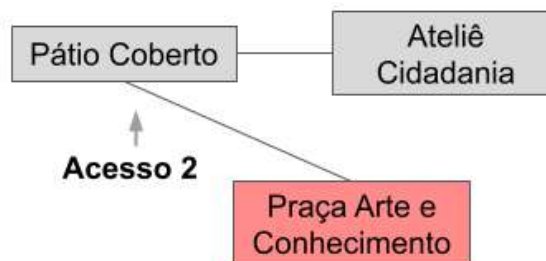 Pátio Coberto
Ateliê
Cidadania
Acesso 2
Praça Arte e
Conhecimento